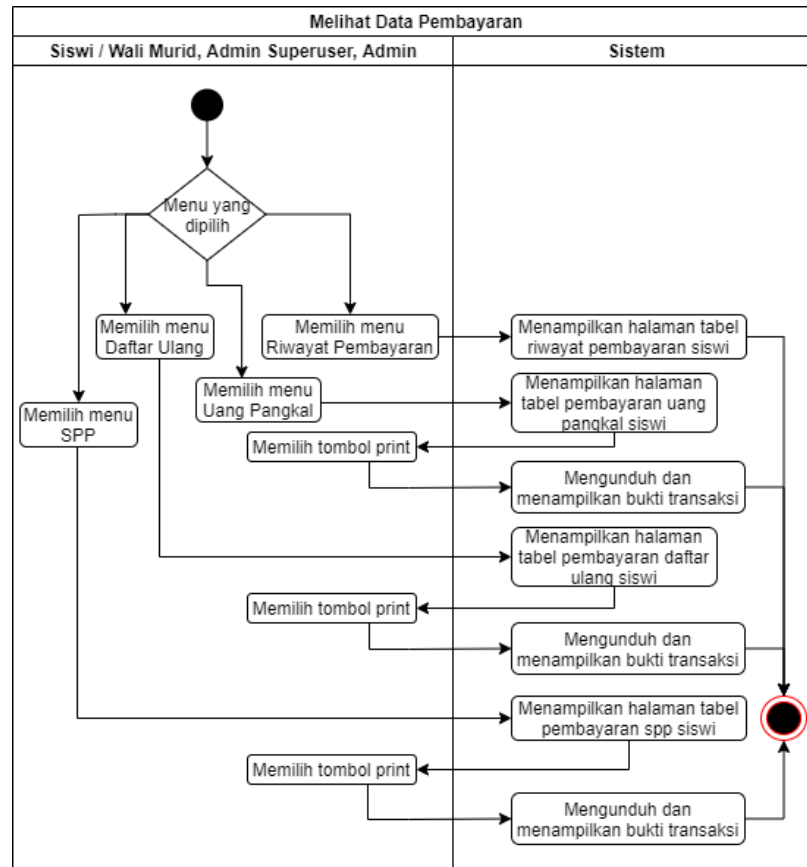 Melihat Data Pembayaran
Siswi / Wali Murid, Admin Superuser, Admin
Sistem
Menu yang
dipilih
Memilih menu
Daftar Ulang
Memilih menu
Riwayat Pembayaran
Menampilkan halaman tabel
riwayat pembayaran siswi
Memilih menu
SPP
Memilih menu
Uang Pangkal
Menampilkan halaman
tabel pembayaran uang
pangkal siswi
Memilih tombol print
Mengunduh dan
menampilkan bukti transaksi
Menampilkan halaman
tabel pembayaran daftar
ulang siswi
Memilih tombol print
Mengunduh dan
menampilkan bukti transaksi
Menampilkan halaman tabel
pembayaran spp siswi
Memilih tombol print
Mengunduh dan
menampilkan bukti transaksi